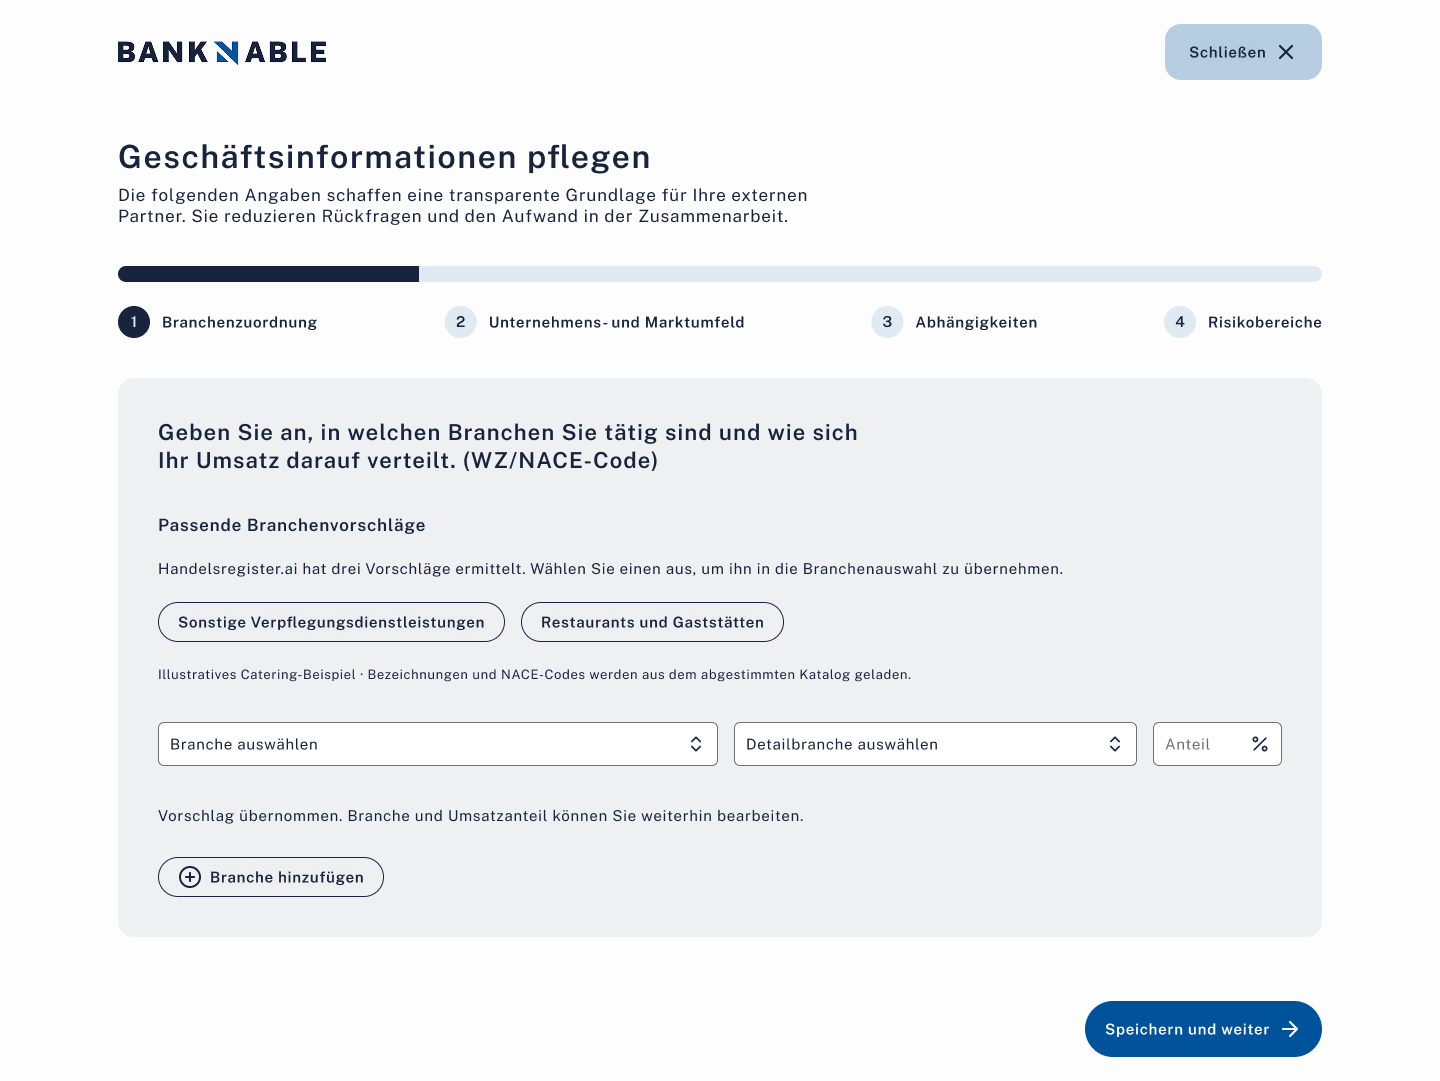 BANKNABLE
Schließen
Geschäftsinformationen pflegen
Die folgenden Angaben schaffen eine transparente Grundlage für Ihre externen
Partner. Sie reduzieren Rückfragen und den Aufwand in der Zusammenarbeit.
1 Branchenzuordnung
2 Unternehmens- und Marktumfeld
3 Abhängigkeiten
4 Risikobereiche
Geben Sie an, in welchen Branchen Sie tätig sind und wie sich
Ihr Umsatz darauf verteilt. (WZ/NACE-Code)
Passende Branchenvorschläge
Handelsregister.ai hat drei Vorschläge ermittelt. Wählen Sie einen aus, um ihn in die Branchenauswahl zu übernehmen.
Sonstige Verpflegungsdienstleistungen
Restaurants und Gaststätten
Illustratives Catering-Beispiel · Bezeichnungen und NACE-Codes werden aus dem abgestimmten Katalog geladen.
Branche auswählen
Detailbranche auswählen
Anteil %
Vorschlag übernommen. Branche und Umsatzanteil können Sie weiterhin bearbeiten.
Branche hinzufügen
Speichern und weiter